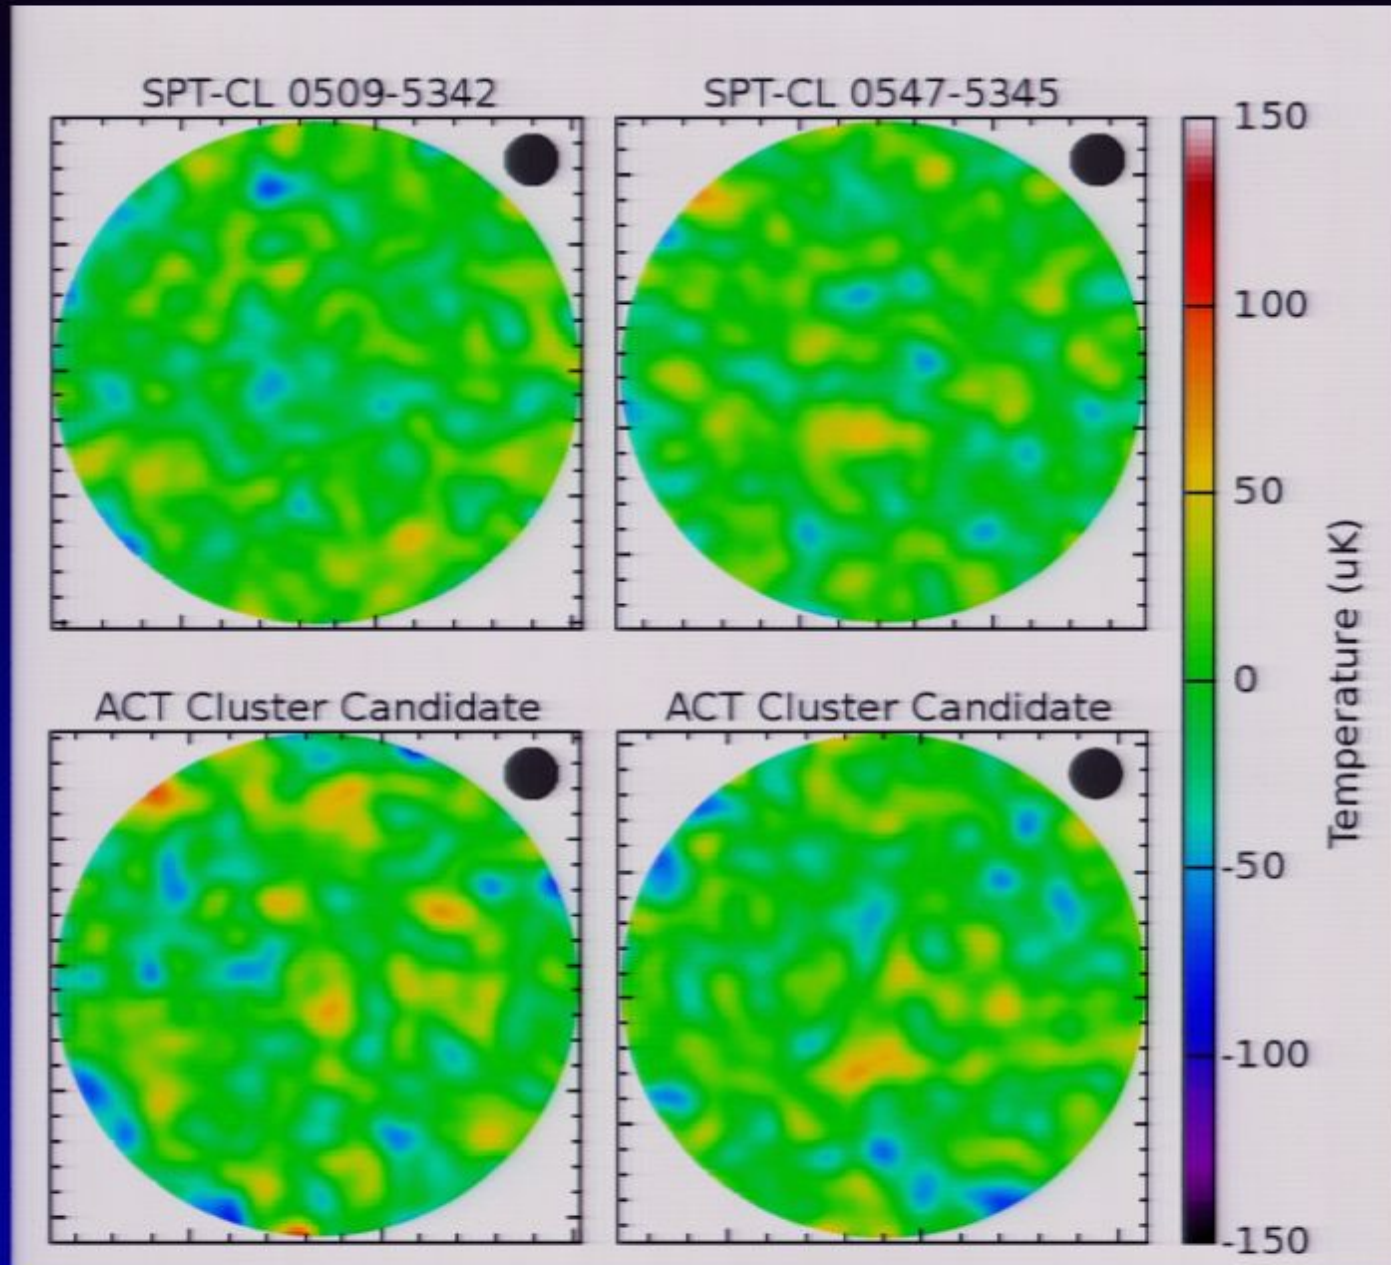 SPT-CL 0509-5342
SPT-CL 0547-5345
ACT Cluster Candidate
ACT Cluster Candidate
150
100
50
0
-50
-100
-150
Temperature (uK)